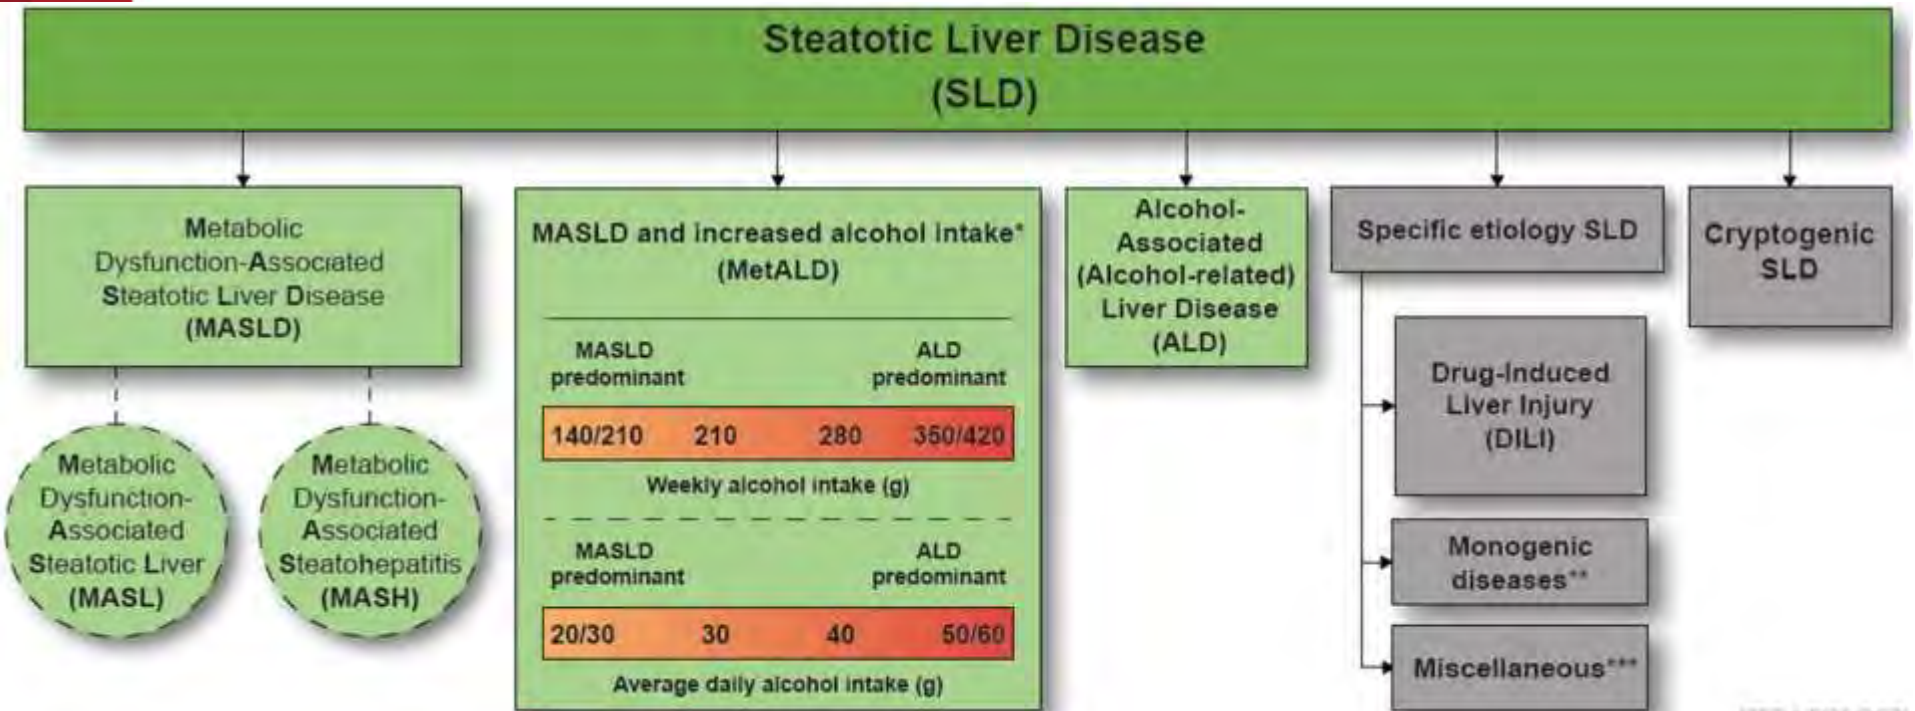 Steatotic Liver Disease
(SLD)
Metabolic
Dysfunction-Associated
Steatotic Liver Disease
(MASLD)
Metabolic
Dysfunction-
Associated
Steatotic Liver
(MASL)
Metabolic
Dysfunction-
Associated
Steatohepatitis
(MASH)
MASLD and increased alcohol intake*
(MetALD)
MASLD
predominant
ALD
predominant
140/210 210 280 350/420
Weekly alcohol intake (g)
MASLD
predominant
ALD
predominant
20/30 30 40 50/60
Average daily alcohol intake (g)
Alcohol-
Associated
(Alcohol-related)
Liver Disease
(ALD)
Specific etiology SLD
Drug-Induced
Liver Injury
(DILI)
Monogenic
diseases**
Miscellaneous***
Cryptogenic
SLD